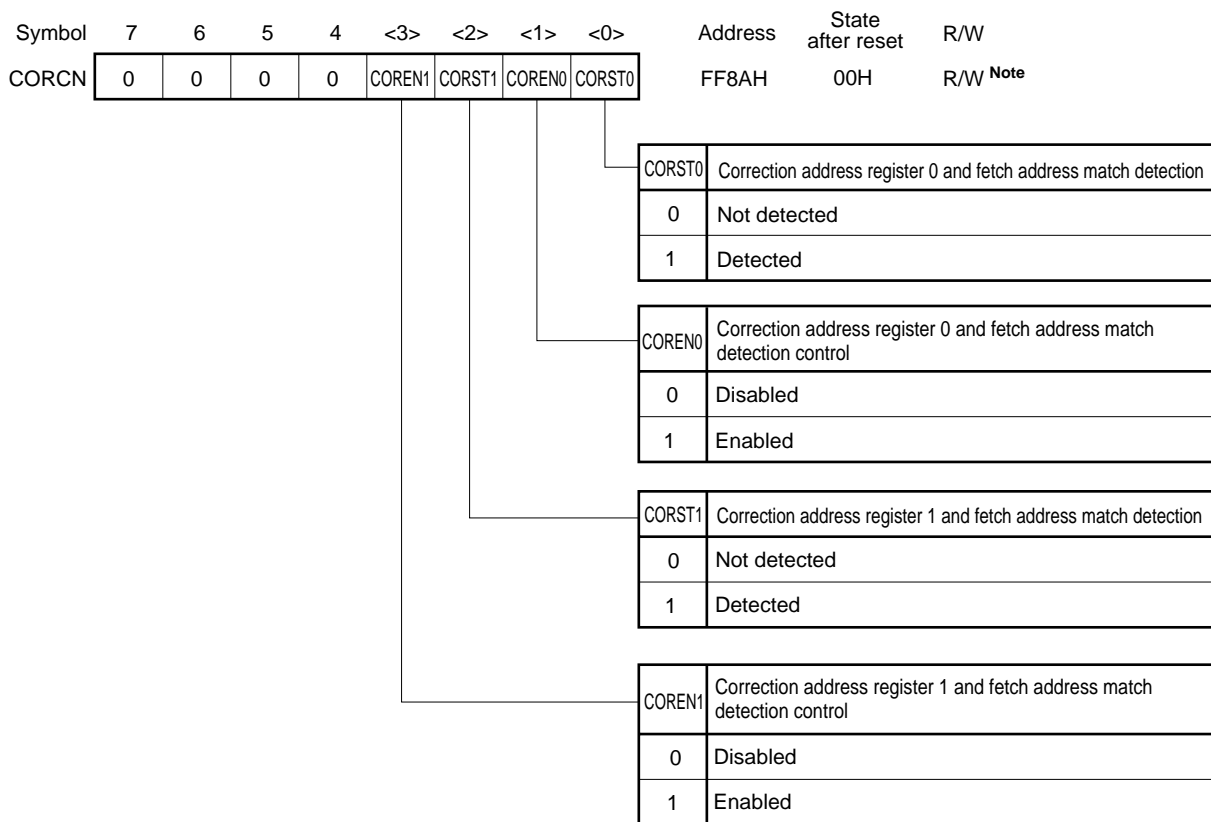 Symbol 7 6 5 4 <3> <2> <1> <0> Address State after reset R/W
CORCN 0 0 0 0 COREN1 CORST1 COREN0 CORST0 FF8AH 00H R/W Note
CORST0 Correction address register 0 and fetch address match detection
0 Not detected
1 Detected
COREN0 Correction address register 0 and fetch address match
detection control
0 Disabled
1 Enabled
CORST1 Correction address register 1 and fetch address match detection
0 Not detected
1 Detected
COREN1 Correction address register 1 and fetch address match
detection control
0 Disabled
1 Enabled